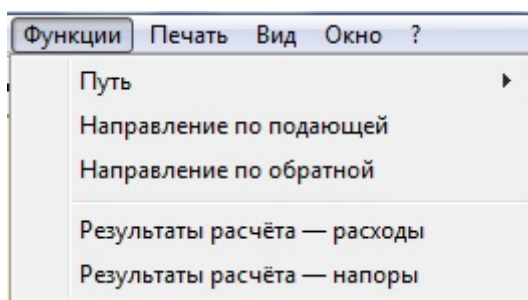 Функции Печать Вид Окно ?
Путь
Направление по подающей
Направление по обратной
Результаты расчёта — расходы
Результаты расчёта — напоры